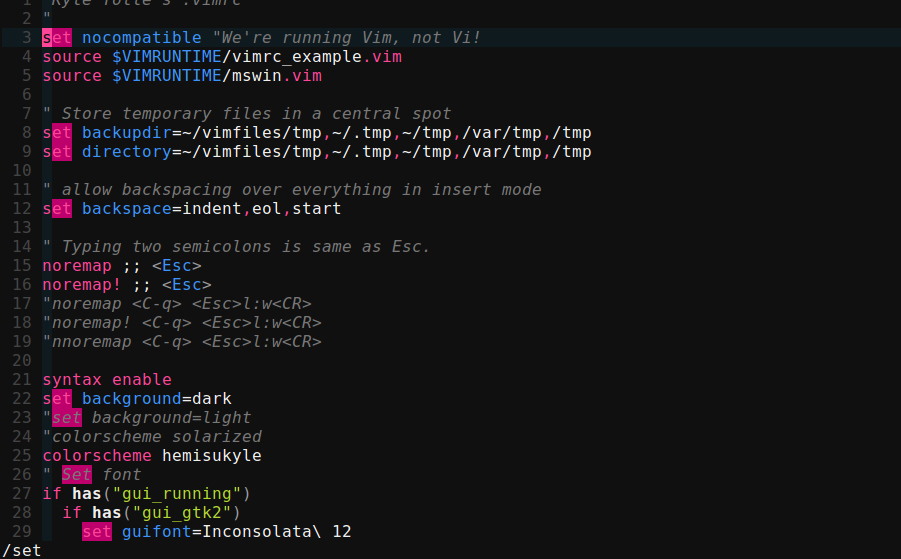 1 "Kyle Yotte's .vimrc
2 "
3 set nocompatible "We're running Vim, not Vi!
4 source $VIMRUNTIME/vimrc_example.vim
5 source $VIMRUNTIME/mswin.vim
6
7 " Store temporary files in a central spot
8 set backupdir=~/vimfiles/tmp,~/.tmp,~/tmp,/var/tmp,/tmp
9 set directory=~/vimfiles/tmp,~/.tmp,~/tmp,/var/tmp,/tmp
10
11 " allow backspacing over everything in insert mode
12 set backspace=indent,eol,start
13
14 " Typing two semicolons is same as Esc.
15 noremap ;; <Esc>
16 noremap! ;; <Esc>
17 "noremap <C-q> <Esc>l:w<CR>
18 "noremap! <C-q> <Esc>l:w<CR>
19 "nnoremap <C-q> <Esc>l:w<CR>
20
21 syntax enable
22 set background=dark
23 "set background=light
24 "colorscheme solarized
25 colorscheme hemisukyle
26 " Set font
27 if has("gui_running")
28   if has("gui_gtk2")
29     set guifont=Inconsolata\ 12
/set